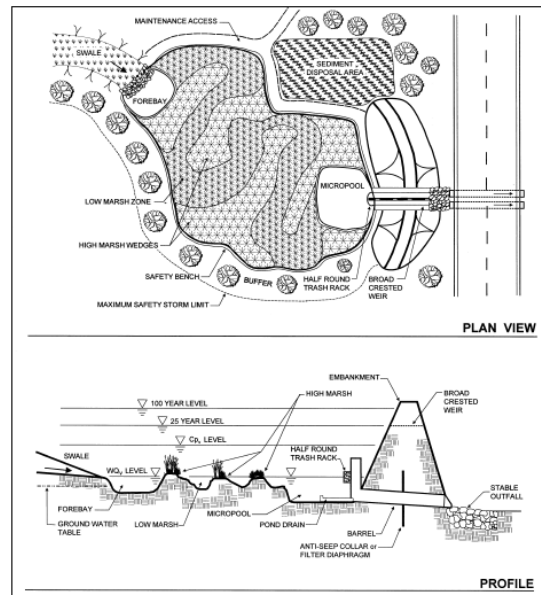 MAINTENANCE ACCESS
SWALE
SEDIMENT
DISPOSAL AREA
FOREBAY
MICROPOOL
LOW MARSH ZONE
HIGH MARSH WEDGES
SAFETY BENCH
BUFFER
HALF ROUND
TRASH RACK
BROAD
CRESTED
WEIR
MAXIMUM SAFETY STORM LIMIT
PLAN VIEW
EMBANKMENT
HIGH MARSH
BROAD
CRESTED
WEIR
100 YEAR LEVEL
25 YEAR LEVEL
CPv LEVEL
SWALE
HALF ROUND
TRASH RACK
WQv LEVEL
STABLE
OUTFALL
FOREBAY
MICROPOOL
LOW MARSH
POND DRAIN
GROUND WATER
TABLE
BARREL
ANTI-SEEP COLLAR or
FILTER DIAPHRAGM
PROFILE